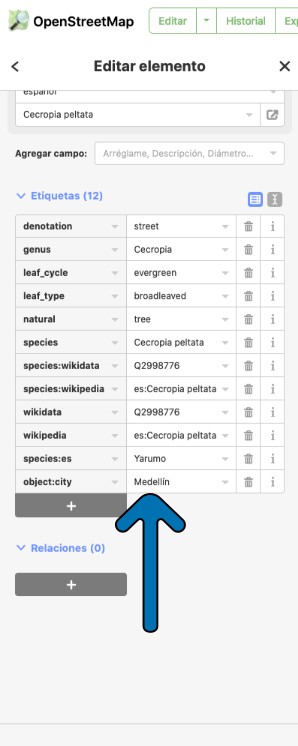 OpenStreetMap Editar Historial Exp
Editar elemento
español
Cecropia peltata
Agregar campo: Arréglame, Descripción, Diámetro...
Etiquetas (12)
denotation street
genus Cecropia
leaf_cycle evergreen
leaf_type broadleaved
natural tree
species Cecropia peltata
species:wikidata Q2998776
species:wikipedia es:Cecropia peltata
wikidata Q2998776
wikipedia es:Cecropia peltata
species:es Yarumo
object:city Medellín
+
Relaciones (0)
+